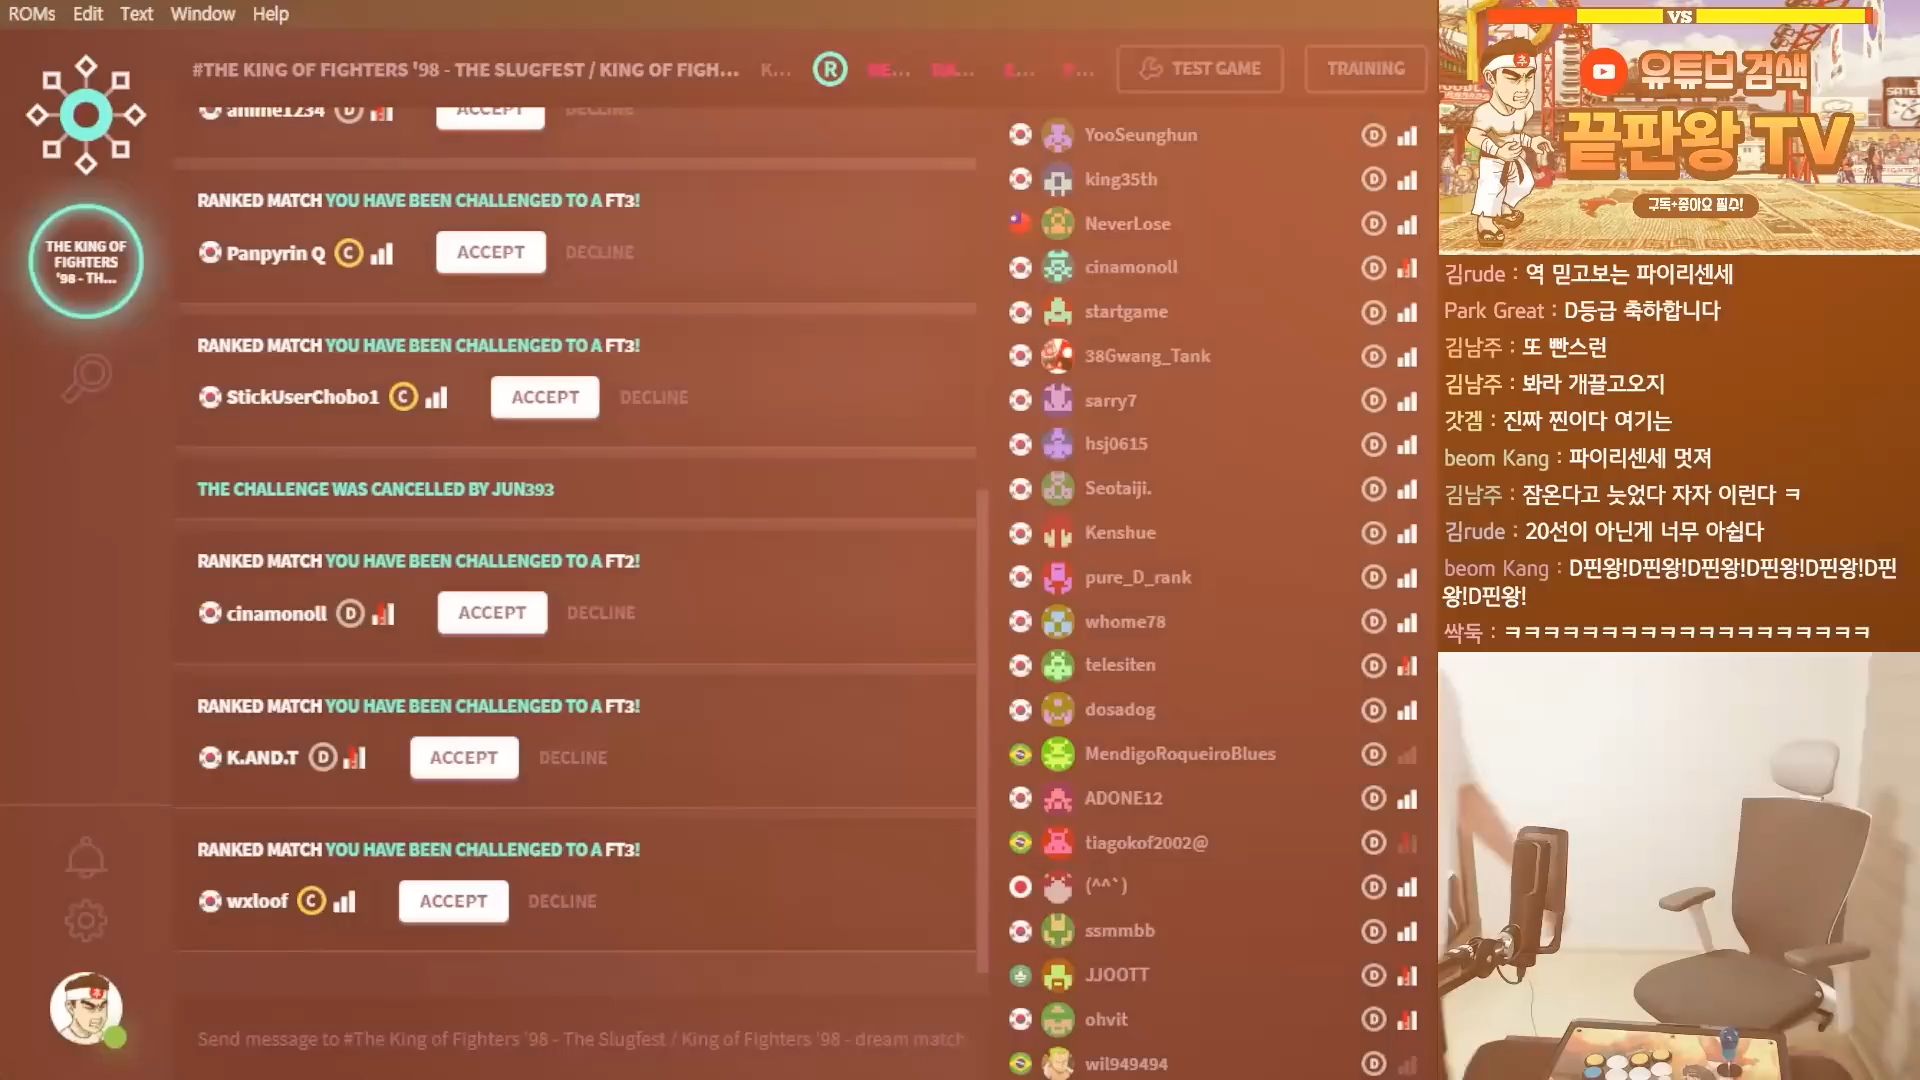 ROMs Edit Text Window Help
#THE KING OF FIGHTERS '98 - THE SLUGFEST / KING OF FIGH... K... R TEST GAME TRAINING
THE KING OF
FIGHTERS
'98 - TH...
anime1234 D ACCEPT DECLINE
RANKED MATCH YOU HAVE BEEN CHALLENGED TO A FT3!
Panpyrin Q C ACCEPT DECLINE
RANKED MATCH YOU HAVE BEEN CHALLENGED TO A FT3!
StickUserChobo1 C ACCEPT DECLINE
THE CHALLENGE WAS CANCELLED BY JUN393
RANKED MATCH YOU HAVE BEEN CHALLENGED TO A FT2!
cinamonoll D ACCEPT DECLINE
RANKED MATCH YOU HAVE BEEN CHALLENGED TO A FT3!
K.AND.T D ACCEPT DECLINE
RANKED MATCH YOU HAVE BEEN CHALLENGED TO A FT3!
wxloof C ACCEPT DECLINE
Send message to #The King of Fighters '98 - The Slugfest / King of Fighters '98 - dream match
YooSeunghun D
king35th D
NeverLose D
cinamonoll D
startgame D
38Gwang_Tank D
sarry7 D
hsj0615 D
Seotaiji. D
Kenshue D
pure_D_rank D
whome78 D
telesiten D
dosadog D
MendigoRoqueiroBlues D
ADONE12 D
tiagokof2002@ D
(^^`) D
ssmmbb D
JJOOTT D
ohvit D
wil949494 D
VS
유튜브 검색
끝판왕 TV
구독+좋아요 필수!
김rude : 역 믿고보는 파이리센세
Park Great : D등급 축하합니다
김남주 : 또 빤스런
김남주 : 봐라 개끌고오지
갓겜 : 진짜 찐이다 여기는
beom Kang : 파이리센세 멋져
김남주 : 잠온다고 늦었다 자자 이런다 ㅋ
김rude : 20선이 아닌게 너무 아쉽다
beom Kang : D핀왕!D핀왕!D핀왕!D핀왕!D핀왕!D핀
왕!D핀왕!
싹둑 : ㅋㅋㅋㅋㅋㅋㅋㅋㅋㅋㅋㅋㅋㅋㅋㅋㅋㅋㅋ